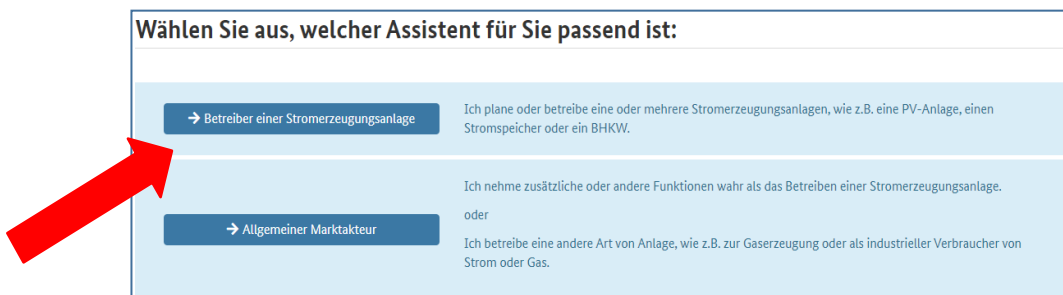 Wählen Sie aus, welcher Assistent für Sie passend ist:
→ Betreiber einer Stromerzeugungsanlage
Ich plane oder betreibe eine oder mehrere Stromerzeugungsanlagen, wie z.B. eine PV-Anlage, einen
Stromspeicher oder ein BHKW.
Ich nehme zusätzliche oder andere Funktionen wahr als das Betreiben einer Stromerzeugungsanlage.
oder
→ Allgemeiner Marktakteur
Ich betreibe eine andere Art von Anlage, wie z.B. zur Gaserzeugung oder als industrieller Verbraucher von
Strom oder Gas.